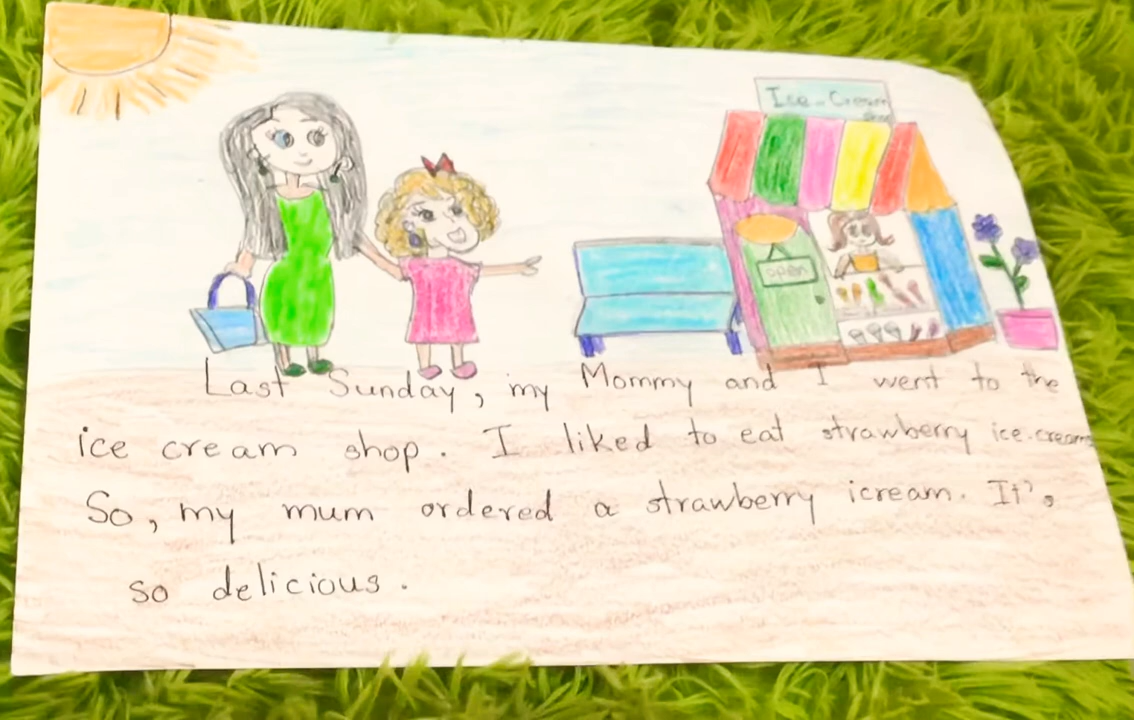 Ice-Cream
open
Last Sunday, my Mommy and I went to the
ice cream shop. I liked to eat strawberry ice-cream
So, my mum ordered a strawberry icream. It's
so delicious.